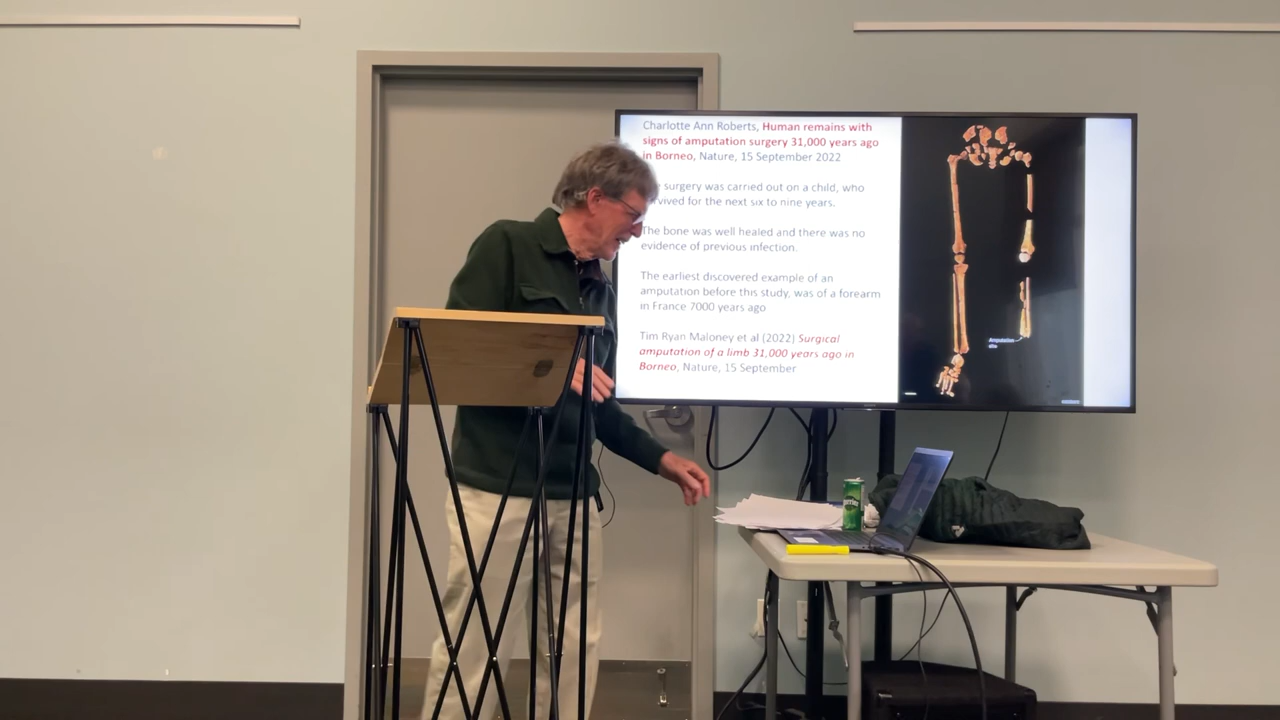 Charlotte Ann Roberts, Human remains with
signs of amputation surgery 31,000 years ago
in Borneo, Nature, 15 September 2022
surgery was carried out on a child, who
survived for the next six to nine years.
The bone was well healed and there was no
evidence of previous infection.
The earliest discovered example of an
amputation before this study, was of a forearm
in France 7000 years ago
Tim Ryan Maloney et al (2022) Surgical
amputation of a limb 31,000 years ago in
Borneo, Nature, 15 September
Amputation
site
perrier